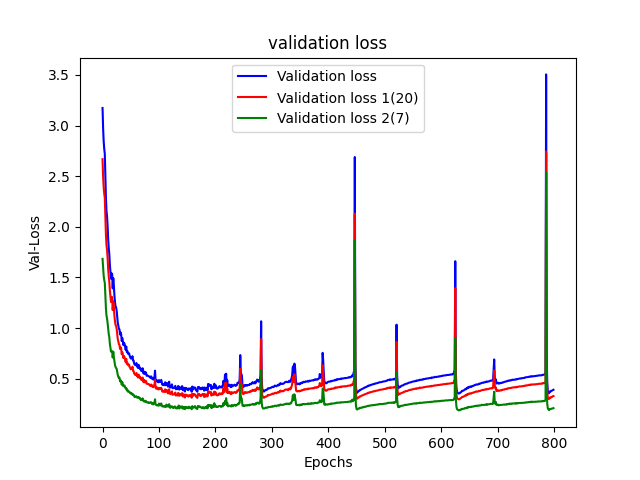 validation loss
Validation loss
Validation loss 1(20)
Validation loss 2(7)
Val-Loss
3.5
3.0
2.5
2.0
1.5
1.0
0.5
0 100 200 300 400 500 600 700 800
Epochs